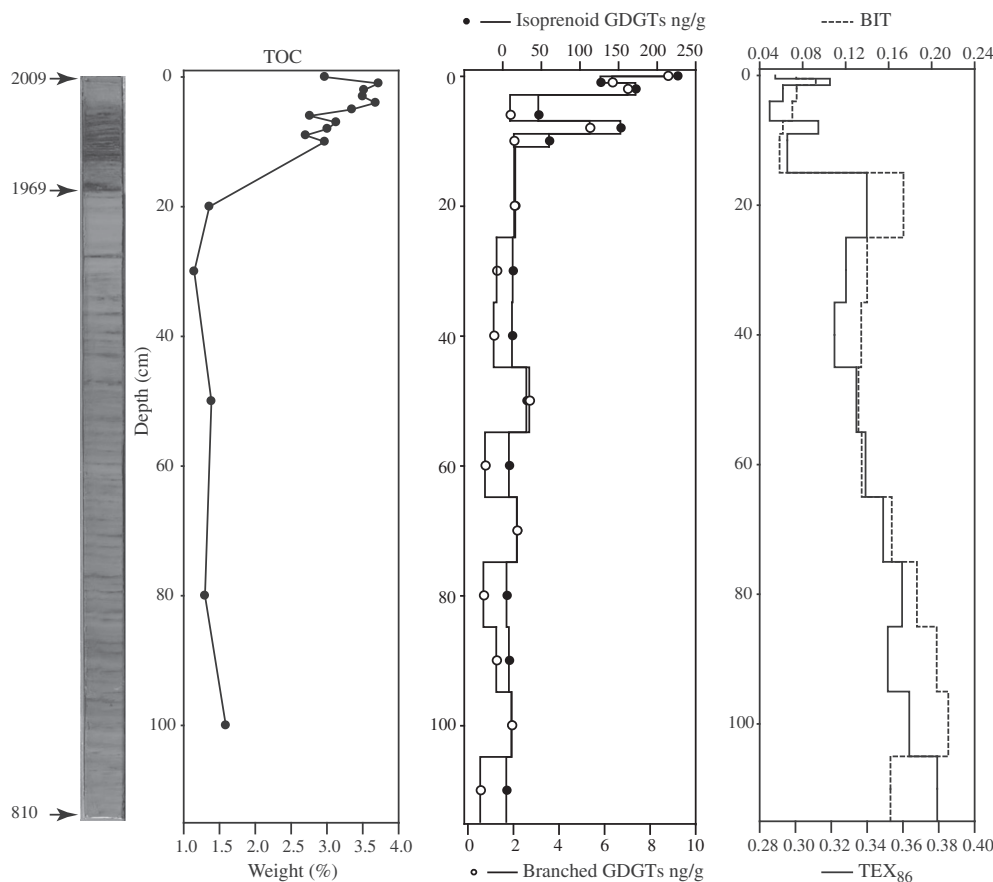 Isoprenoid GDGTs ng/g
BIT
TOC
0 50 100 150 200 250
0.04 0.08 0.12 0.16 0.20 0.24
2009
1969
810
0
20
40
60
80
100
Depth (cm)
0
20
40
60
80
100
0
20
40
60
80
100
1.0 1.5 2.0 2.5 3.0 3.5 4.0
Weight (%)
0 2 4 6 8 10
Branched GDGTs ng/g
0.28 0.30 0.32 0.34 0.36 0.38 0.40
TEX86